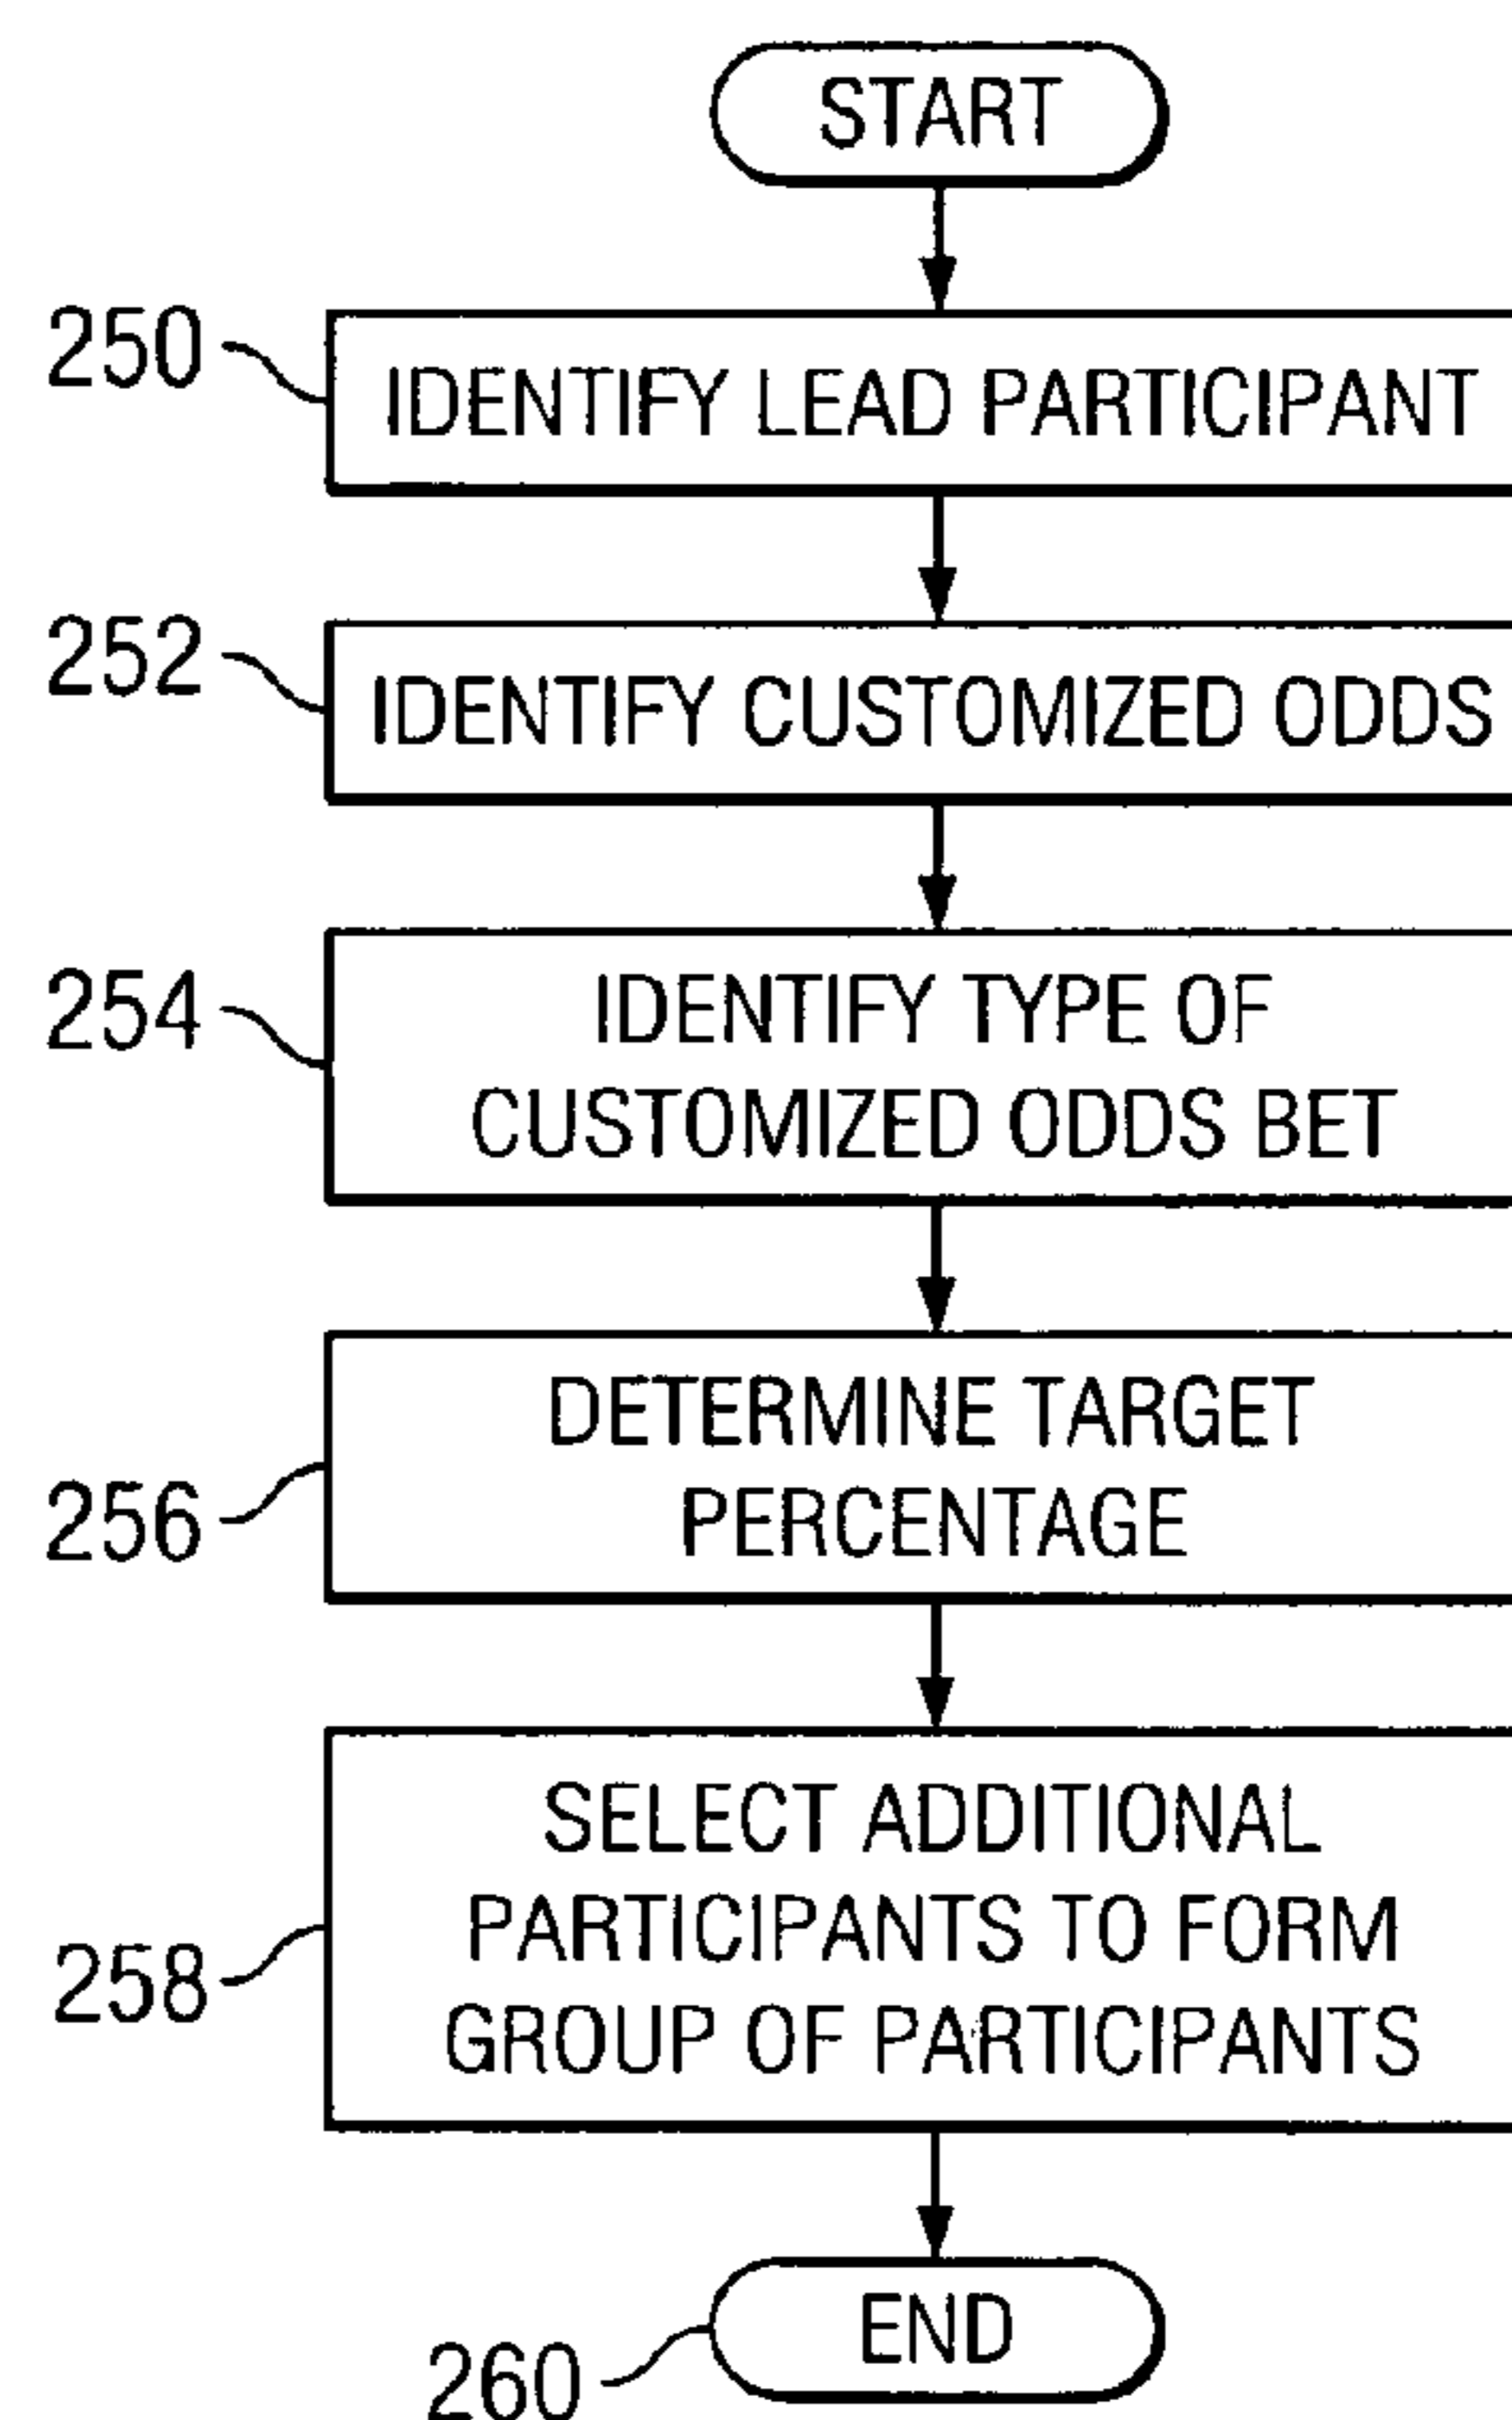 START
250
IDENTIFY LEAD PARTICIPANT
252
IDENTIFY CUSTOMIZED ODDS
254
IDENTIFY TYPE OF
CUSTOMIZED ODDS BET
256
DETERMINE TARGET
PERCENTAGE
258
SELECT ADDITIONAL
PARTICIPANTS TO FORM
GROUP OF PARTICIPANTS
260
END